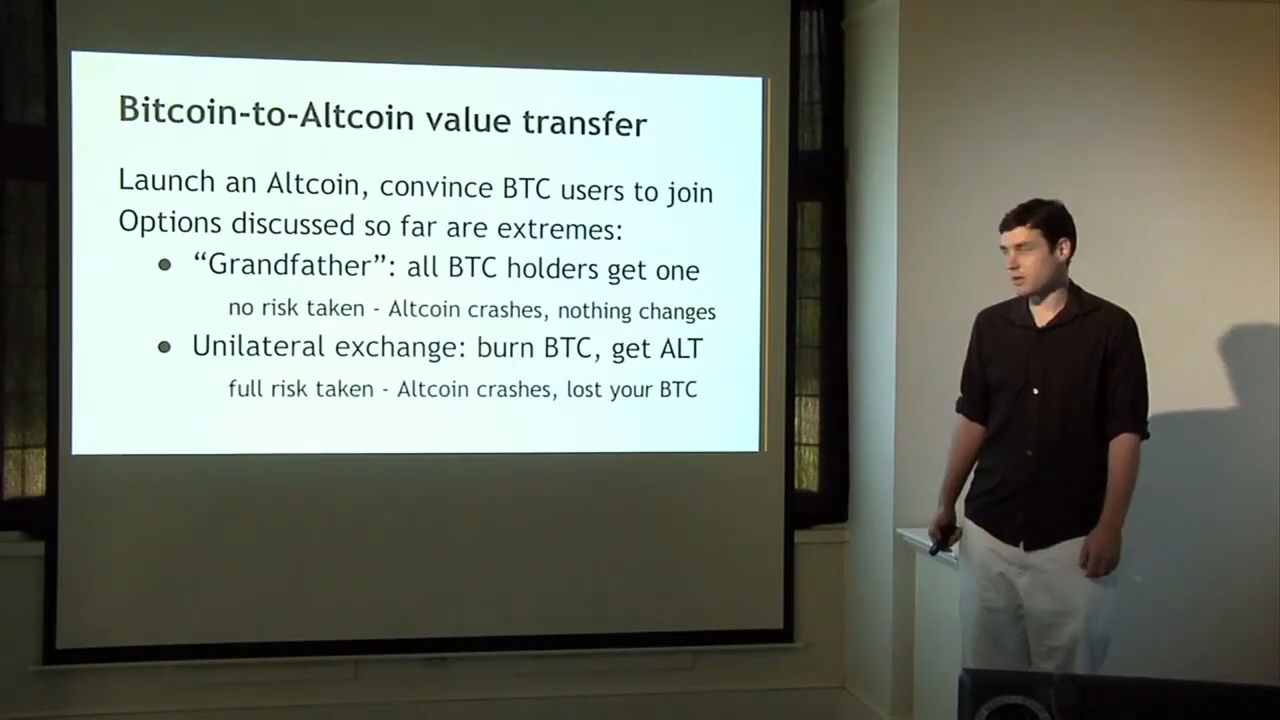 Bitcoin-to-Altcoin value transfer
Launch an Altcoin, convince BTC users to join
Options discussed so far are extremes:
● “Grandfather”: all BTC holders get one
no risk taken - Altcoin crashes, nothing changes
● Unilateral exchange: burn BTC, get ALT
full risk taken - Altcoin crashes, lost your BTC